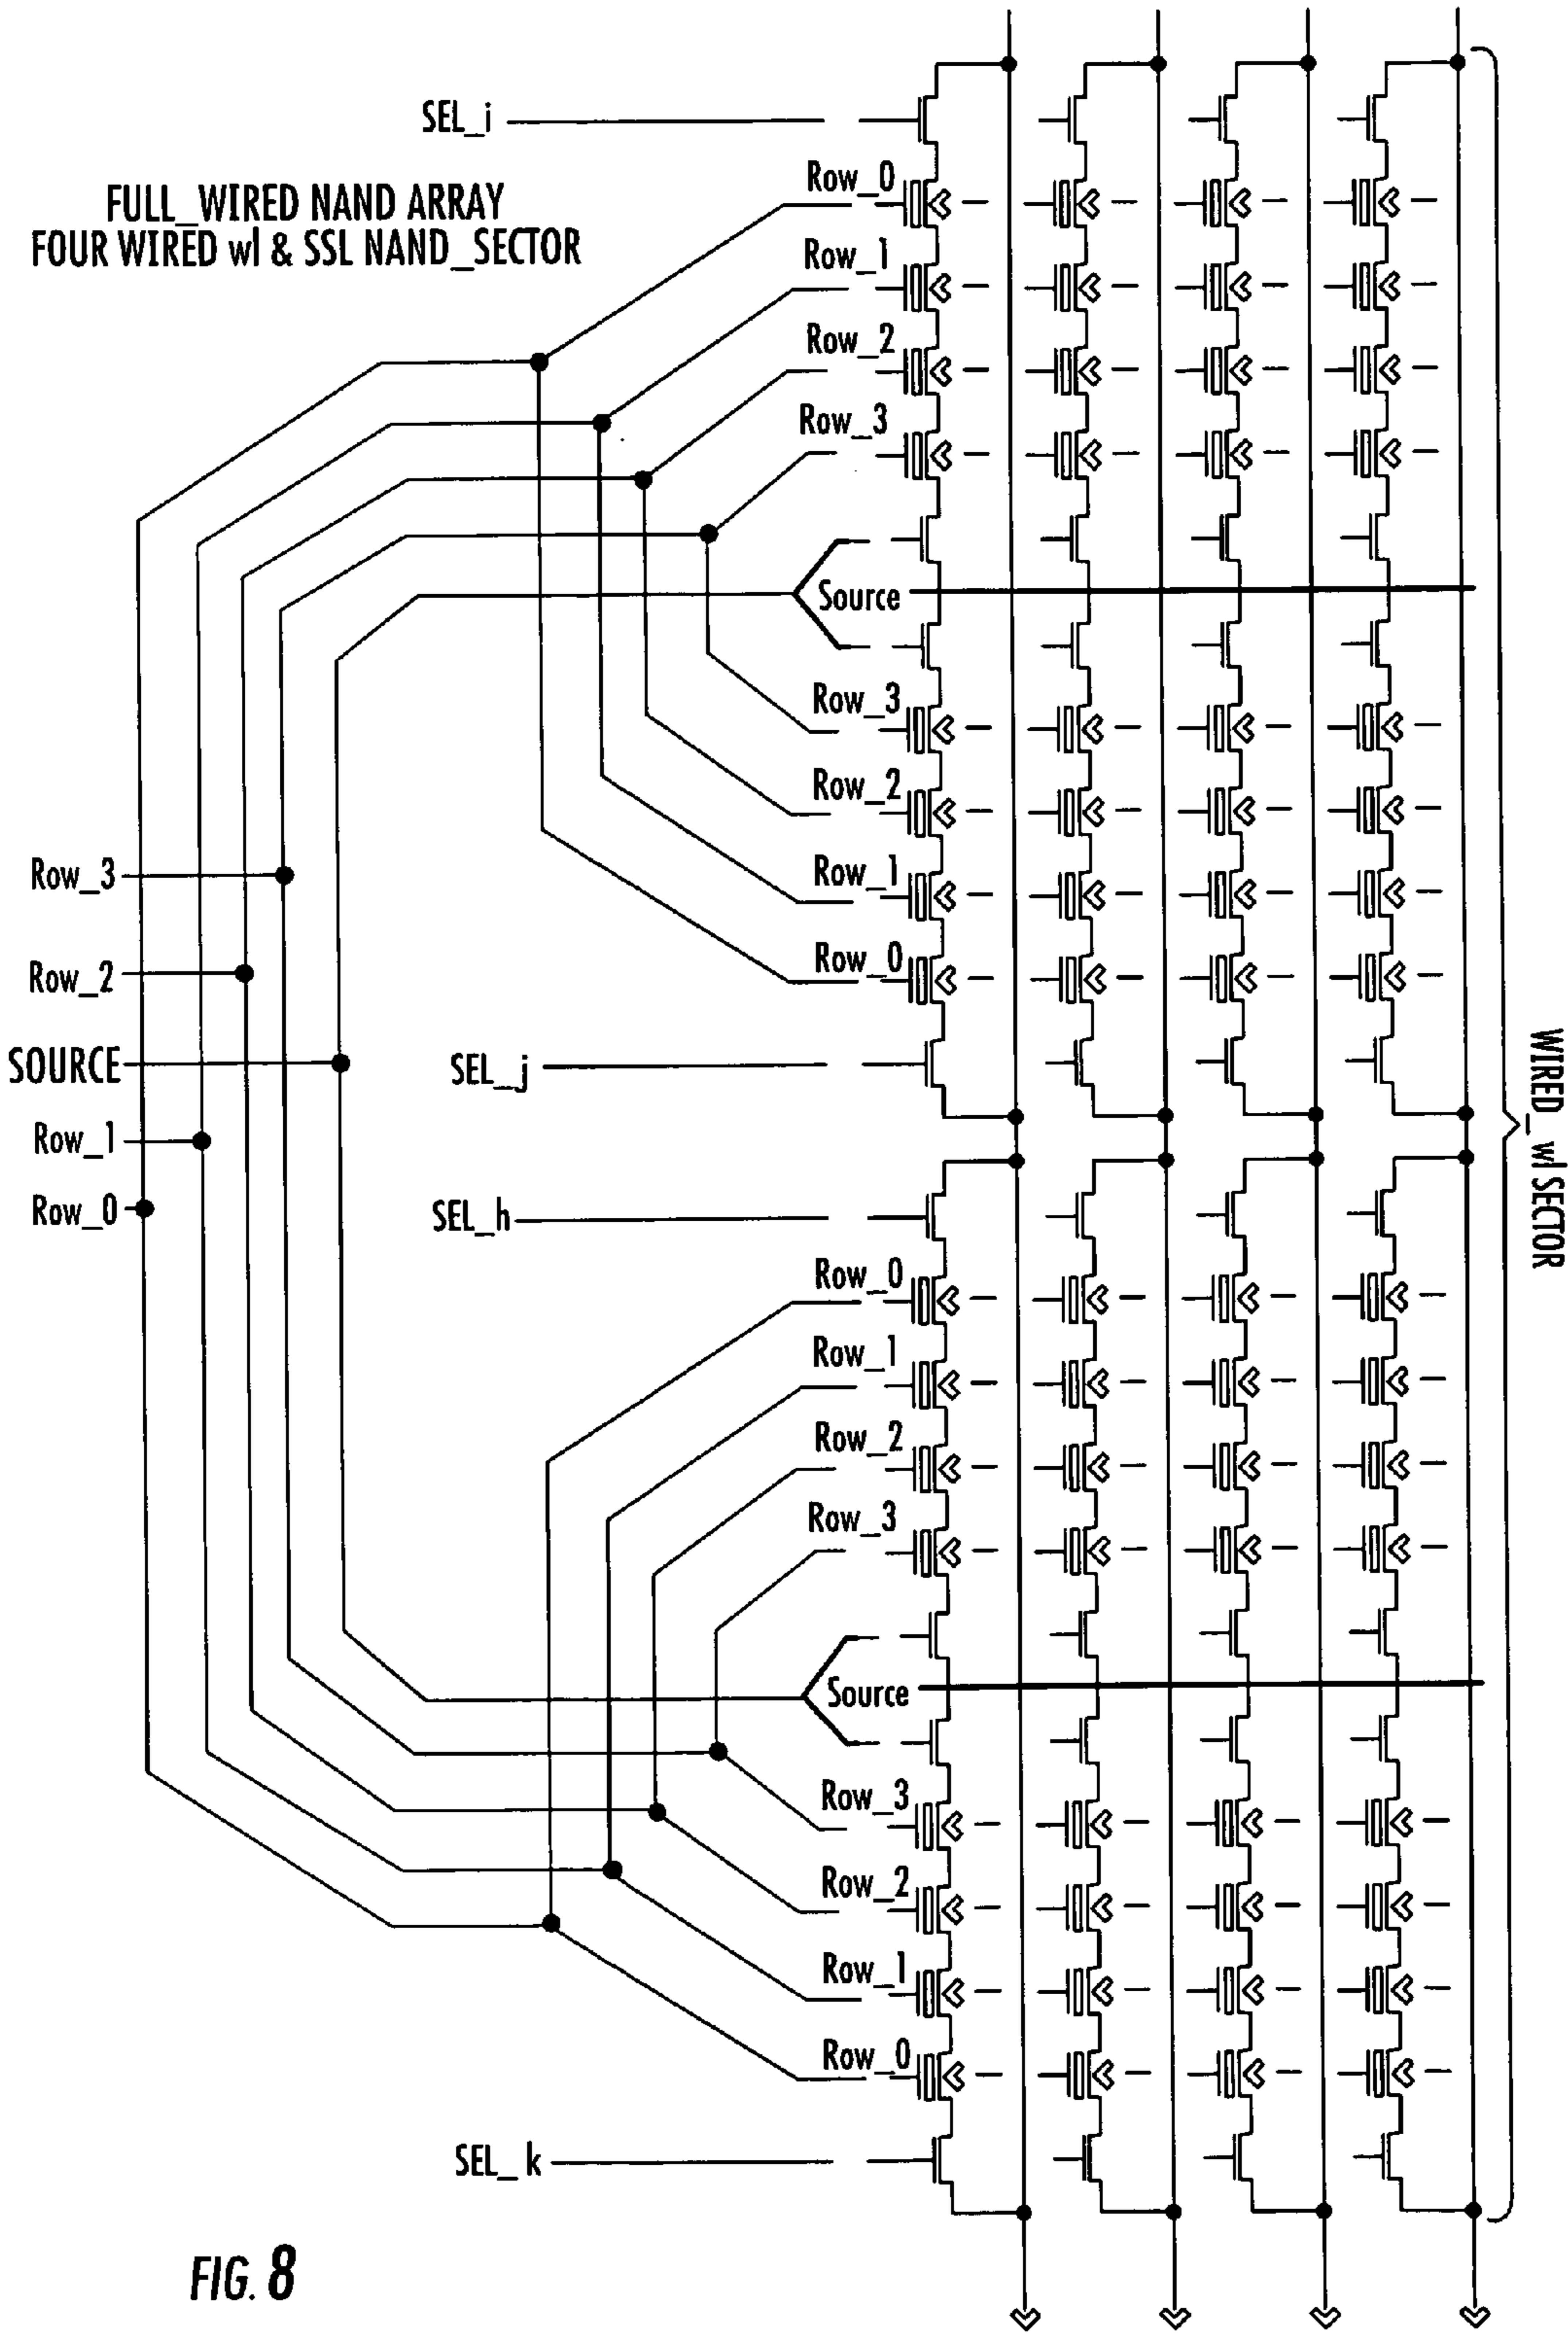 SEL_i
FULL_WIRED NAND ARRAY
FOUR WIRED wl & SSL NAND_SECTOR
Row_0
Row_1
Row_2
Row_3
Source
Row_3
Row_2
Row_1
Row_0
Row_3
Row_2
SOURCE
Row_1
Row_0
SEL_j
SEL_h
WIRED_wl SECTOR
Row_0
Row_1
Row_2
Row_3
Source
Row_3
Row_2
Row_1
Row_0
SEL_k
FIG. 8